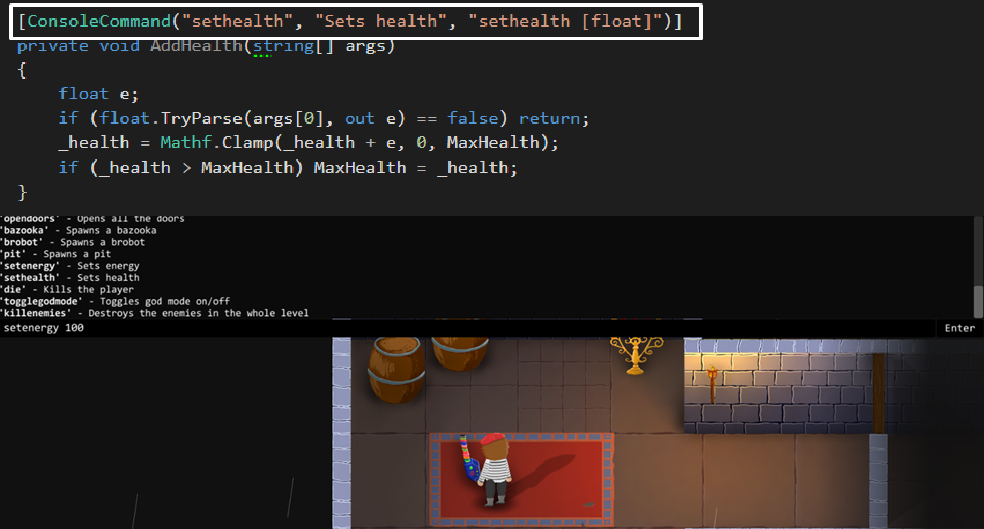 [ConsoleCommand("sethealth", "Sets health", "sethealth [float]")]
private void AddHealth(string[] args)
{
    float e;
    if (float.TryParse(args[0], out e) == false) return;
    _health = Mathf.Clamp(_health + e, 0, MaxHealth);
    if (_health > MaxHealth) MaxHealth = _health;
}
'opendoors' - Opens all the doors
'bazooka' - Spawns a bazooka
'brobot' - Spawns a brobot
'pit' - Spawns a pit
'setenergy' - Sets energy
'sethealth' - Sets health
'die' - Kills the player
'togglegodmode' - Toggles god mode on/off
'killenemies' - Destroys the enemies in the whole level
setenergy 100 Enter